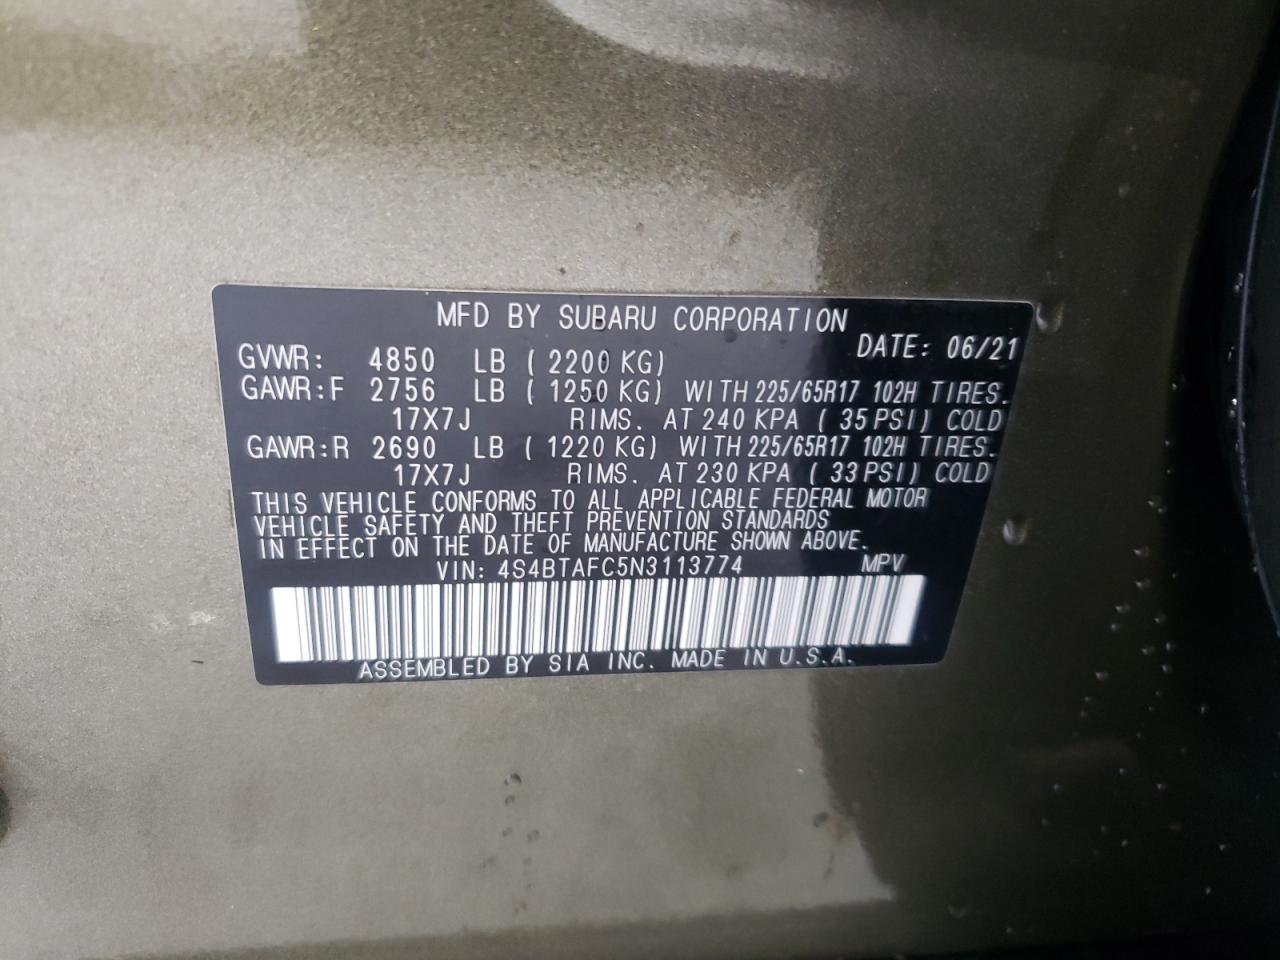 MFD BY SUBARU CORPORATION
DATE: 06/21
GVWR: 4850 LB ( 2200 KG)
GAWR:F 2756 LB ( 1250 KG) WITH 225/65R17 102H TIRES.
17X7J RIMS. AT 240 KPA ( 35 PSI) COLD
GAWR:R 2690 LB ( 1220 KG) WITH 225/65R17 102H TIRES.
17X7J RIMS. AT 230 KPA ( 33 PSI) COLD
THIS VEHICLE CONFORMS TO ALL APPLICABLE FEDERAL MOTOR
VEHICLE SAFETY AND THEFT PREVENTION STANDARDS
IN EFFECT ON THE DATE OF MANUFACTURE SHOWN ABOVE.
VIN: 4S4BTAFC5N3113774 MPV
ASSEMBLED BY SIA INC. MADE IN U.S.A.